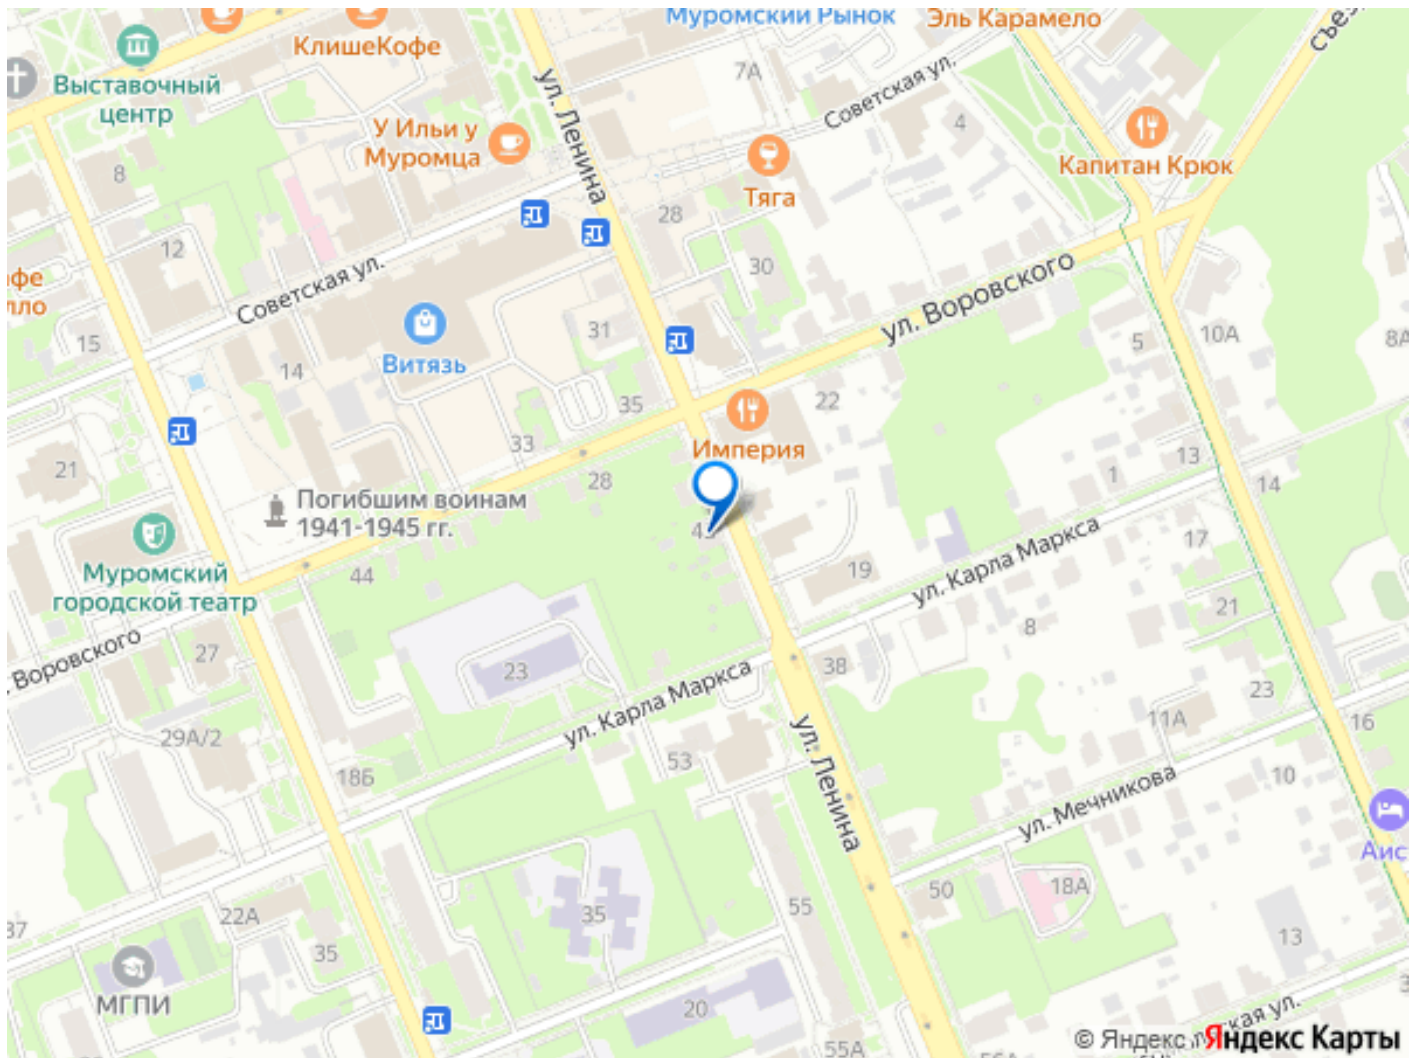 Муромский Рынок
Эль Карамело
КлишеКофе
Выставочный
центр
ул. Ленина
7А
Советская ул.
4
У Ильи у
Муромца
Капитан Крюк
Тяга
8
28
12
30
ул. Воровского
Советская ул.
15
14
Витязь
31
5
10А
8А
35
22
33
Империя
21
28
1
13
14
Погибшим воинам
1941-1945 гг.
Муромский
городской театр
44
19
ул. Карла Маркса
17
21
8
Воровского
27
23
38
23
ул. Карла Маркса
29А/2
18Б
53
ул. Ленина
11А
16
10
ул. Мечникова
Аис
50
18А
22А
35
55
37
35
13
МГПИ
20
55А
© Яндекс
Яндекс Карты